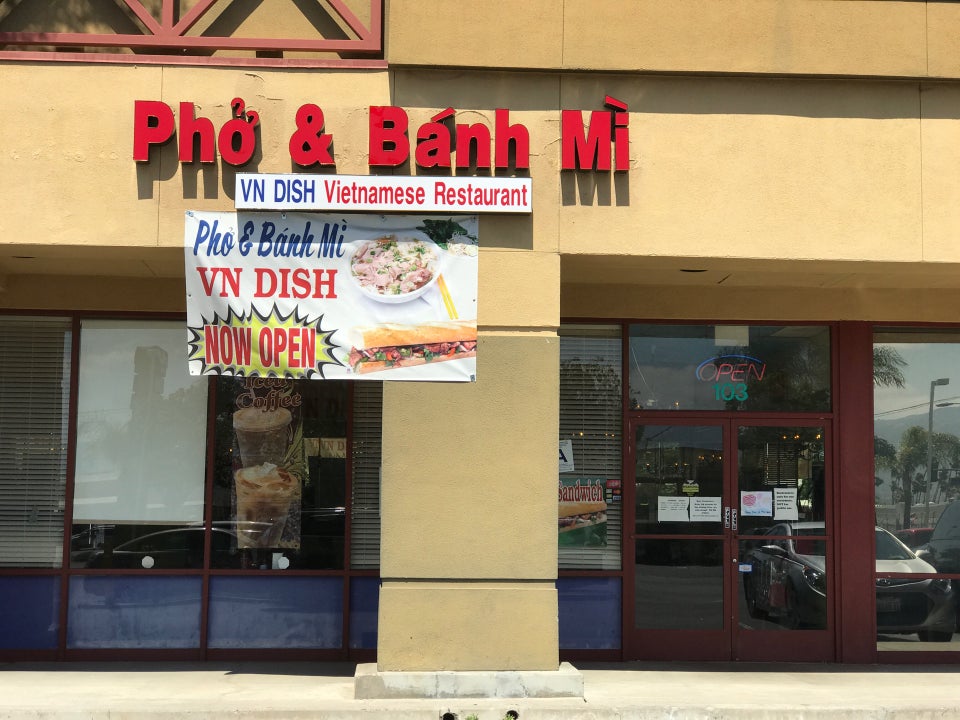 Phở & Bánh Mì
VN DISH Vietnamese Restaurant
Phở & Bánh Mì
VN DISH
NOW OPEN
Iced
Coffee
OPEN
103
A
Sandwich